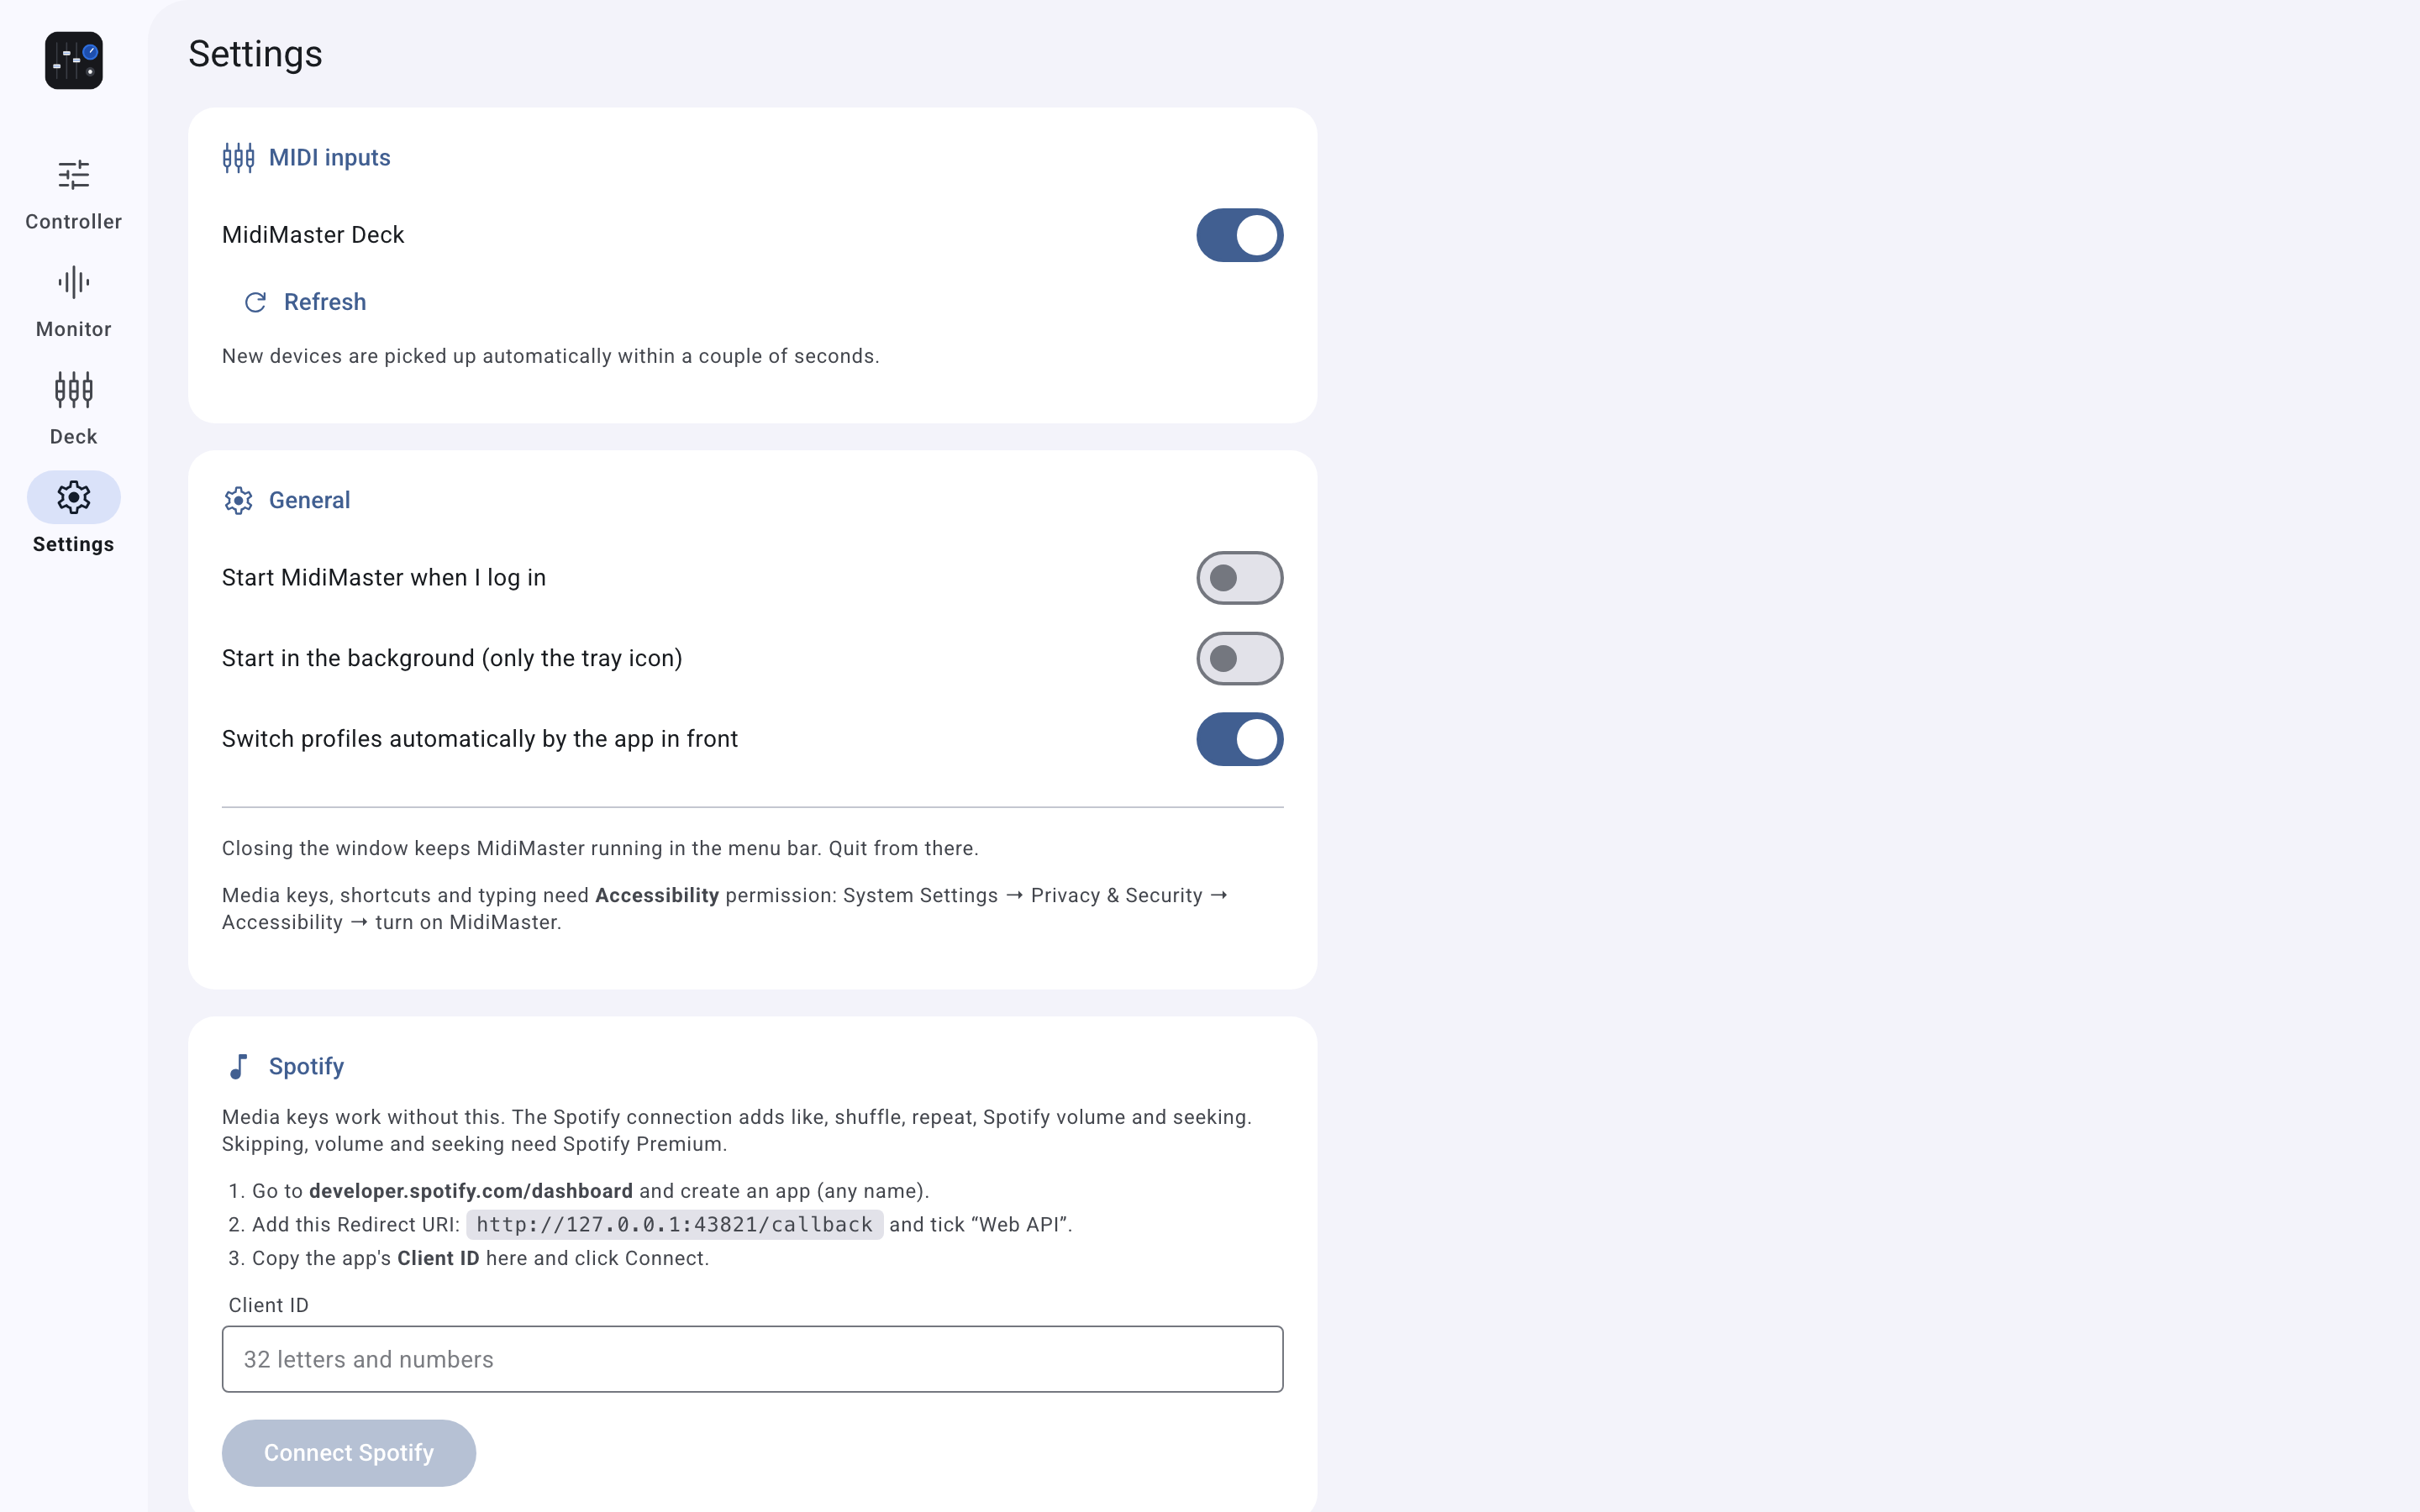 Settings
Controller
Monitor
Deck
Settings
MIDI inputs
MidiMaster Deck
Refresh
New devices are picked up automatically within a couple of seconds.
General
Start MidiMaster when I log in
Start in the background (only the tray icon)
Switch profiles automatically by the app in front
Closing the window keeps MidiMaster running in the menu bar. Quit from there.
Media keys, shortcuts and typing need Accessibility permission: System Settings → Privacy & Security →
Accessibility → turn on MidiMaster.
Spotify
Media keys work without this. The Spotify connection adds like, shuffle, repeat, Spotify volume and seeking.
Skipping, volume and seeking need Spotify Premium.
1. Go to developer.spotify.com/dashboard and create an app (any name).
2. Add this Redirect URI: http://127.0.0.1:43821/callback and tick “Web API”.
3. Copy the app's Client ID here and click Connect.
Client ID
32 letters and numbers
Connect Spotify